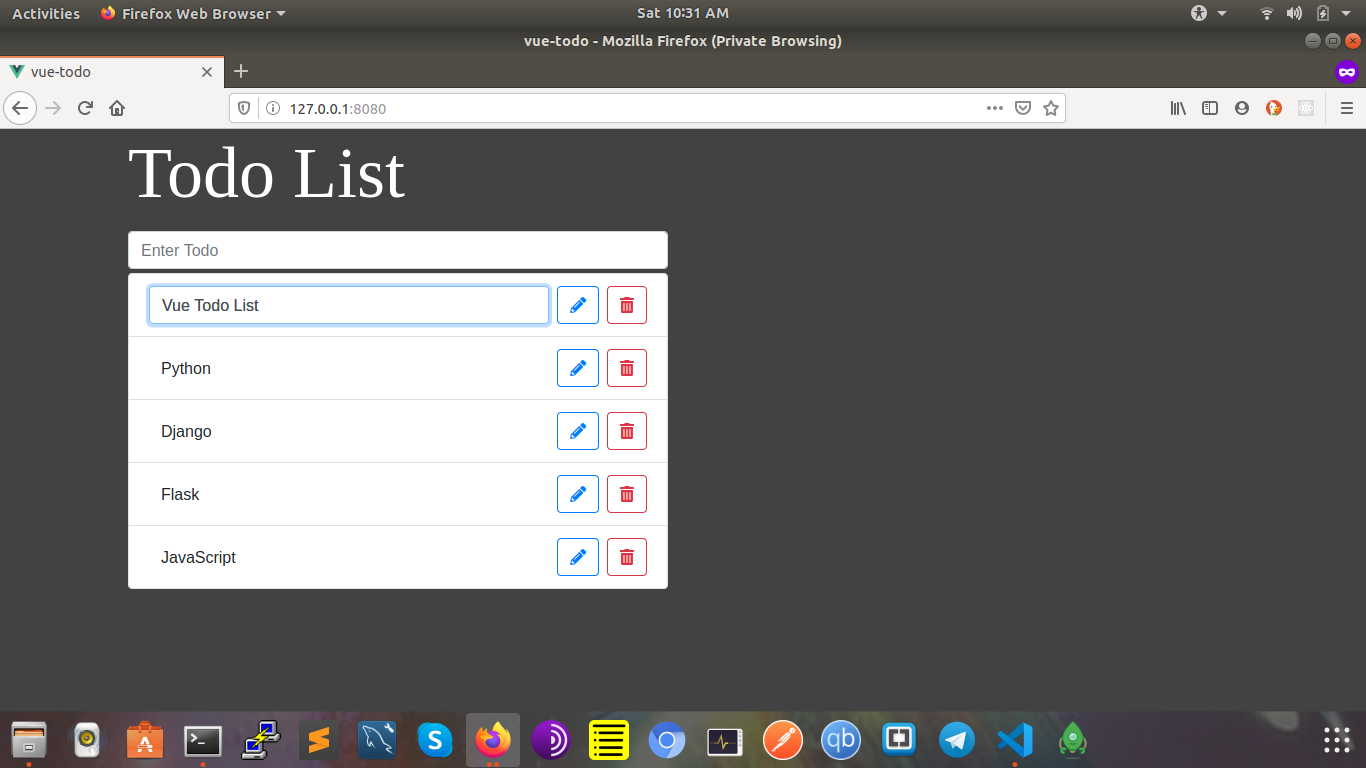 Activities Firefox Web Browser Sat 10:31 AM
vue-todo - Mozilla Firefox (Private Browsing)
vue-todo
127.0.0.1:8080
Todo List
Enter Todo
Vue Todo List
Python
Django
Flask
JavaScript
S qb